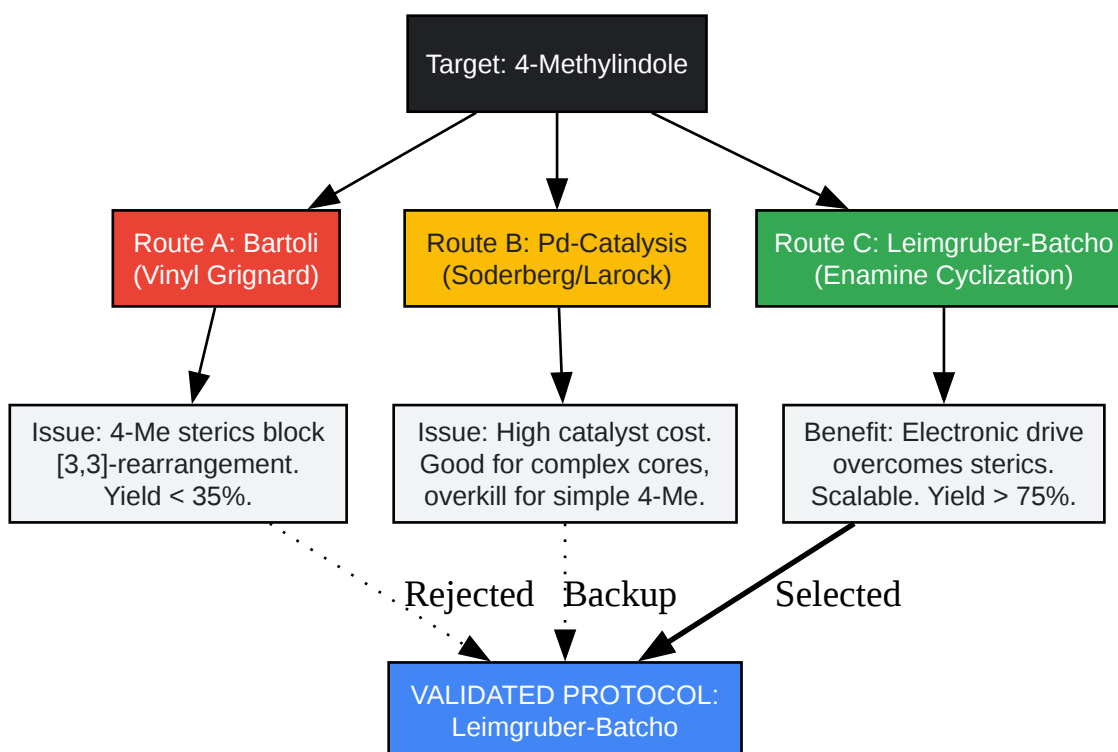 Target: 4-Methylindole
Route A: Bartoli
(Vinyl Grignard)
Route B: Pd-Catalysis
(Soderberg/Larock)
Route C: Leimgruber-Batcho
(Enamine Cyclization)
Issue: 4-Me sterics block
[3,3]-rearrangement.
Yield < 35%.
Issue: High catalyst cost.
Good for complex cores,
overkill for simple 4-Me.
Benefit: Electronic drive
overcomes sterics.
Scalable. Yield > 75%.
Rejected
Backup
Selected
VALIDATED PROTOCOL:
Leimgruber-Batcho